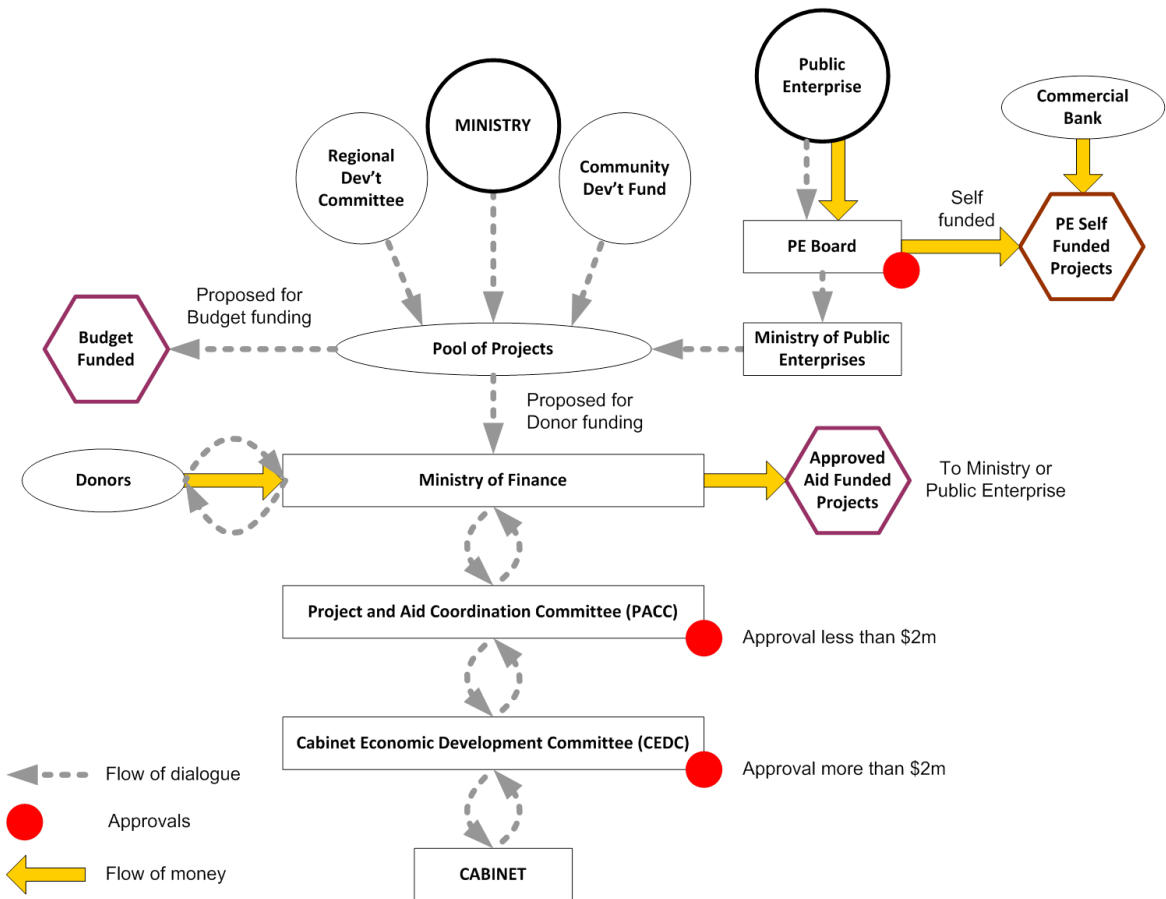 Public
Enterprise
Commercial
Bank
MINISTRY
Regional
Dev't
Committee
Community
Dev't Fund
Self
funded
PE Board
PE Self
Funded
Projects
Proposed for
Budget funding
Budget
Funded
Pool of Projects
Ministry of Public
Enterprises
Proposed for
Donor funding
Donors
Ministry of Finance
Approved
Aid Funded
Projects
To Ministry or
Public Enterprise
Project and Aid Coordination Committee (PACC)
Approval less than $2m
Cabinet Economic Development Committee (CEDC)
Approval more than $2m
Flow of dialogue
Approvals
Flow of money
CABINET